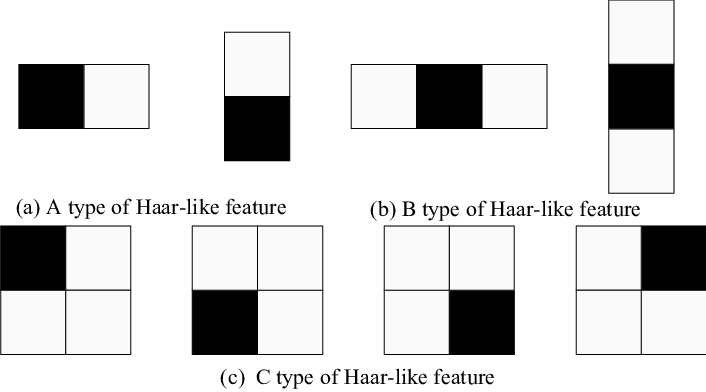 (a) A type of Haar-like feature
(b) B type of Haar-like feature
(c) C type of Haar-like feature